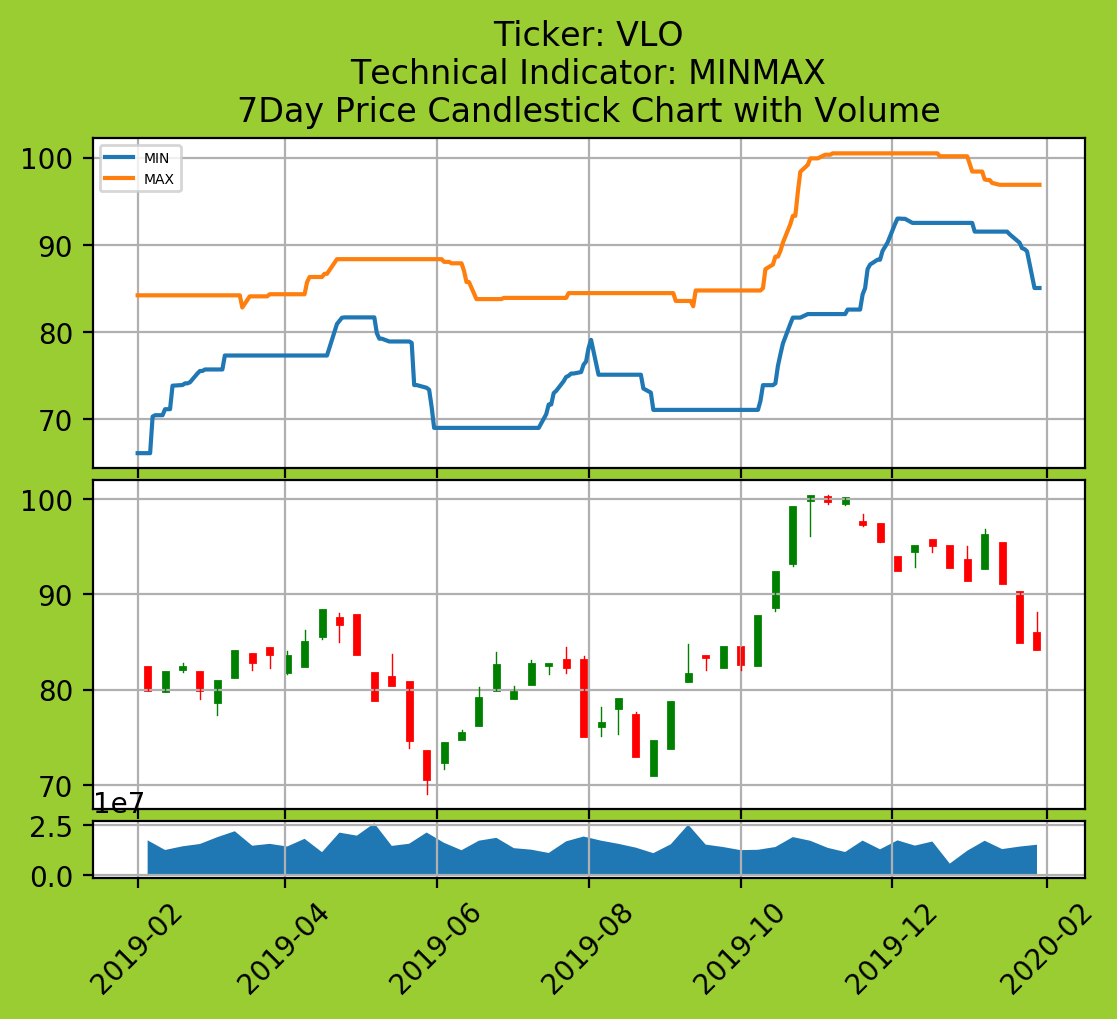 Ticker: VLO
Technical Indicator: MINMAX
7Day Price Candlestick Chart with Volume
MIN
MAX
100
90
80
70
100
90
80
70
1e7
2.5
0.0
2019-02
2019-04
2019-06
2019-08
2019-10
2019-12
2020-02